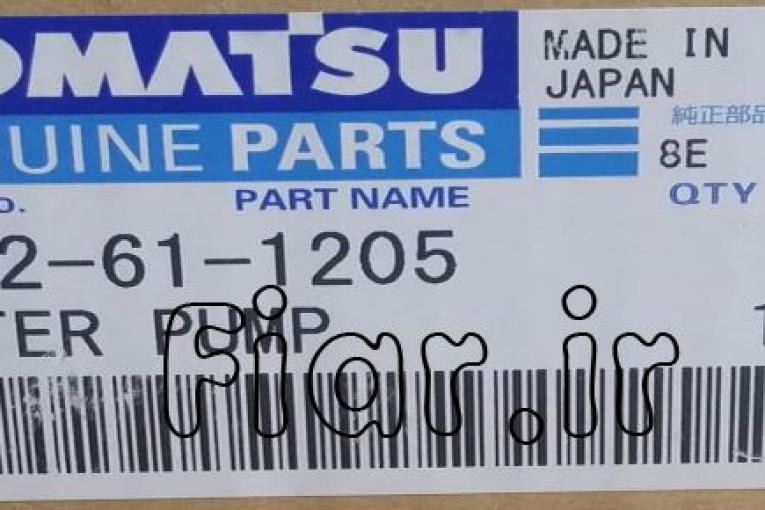 OMATSU
UINE PARTS
MADE IN
JAPAN
純正部品
8E
o.
PART NAME
QTY
2-61-1205
TER PUMP
1
Fiar.ir